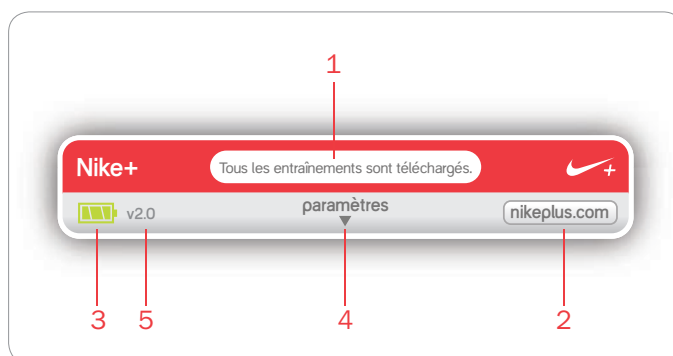 1
Nike+
Tous les entraînements sont téléchargés.
+
v2.0
paramètres
nikeplus.com
3
5
4
2